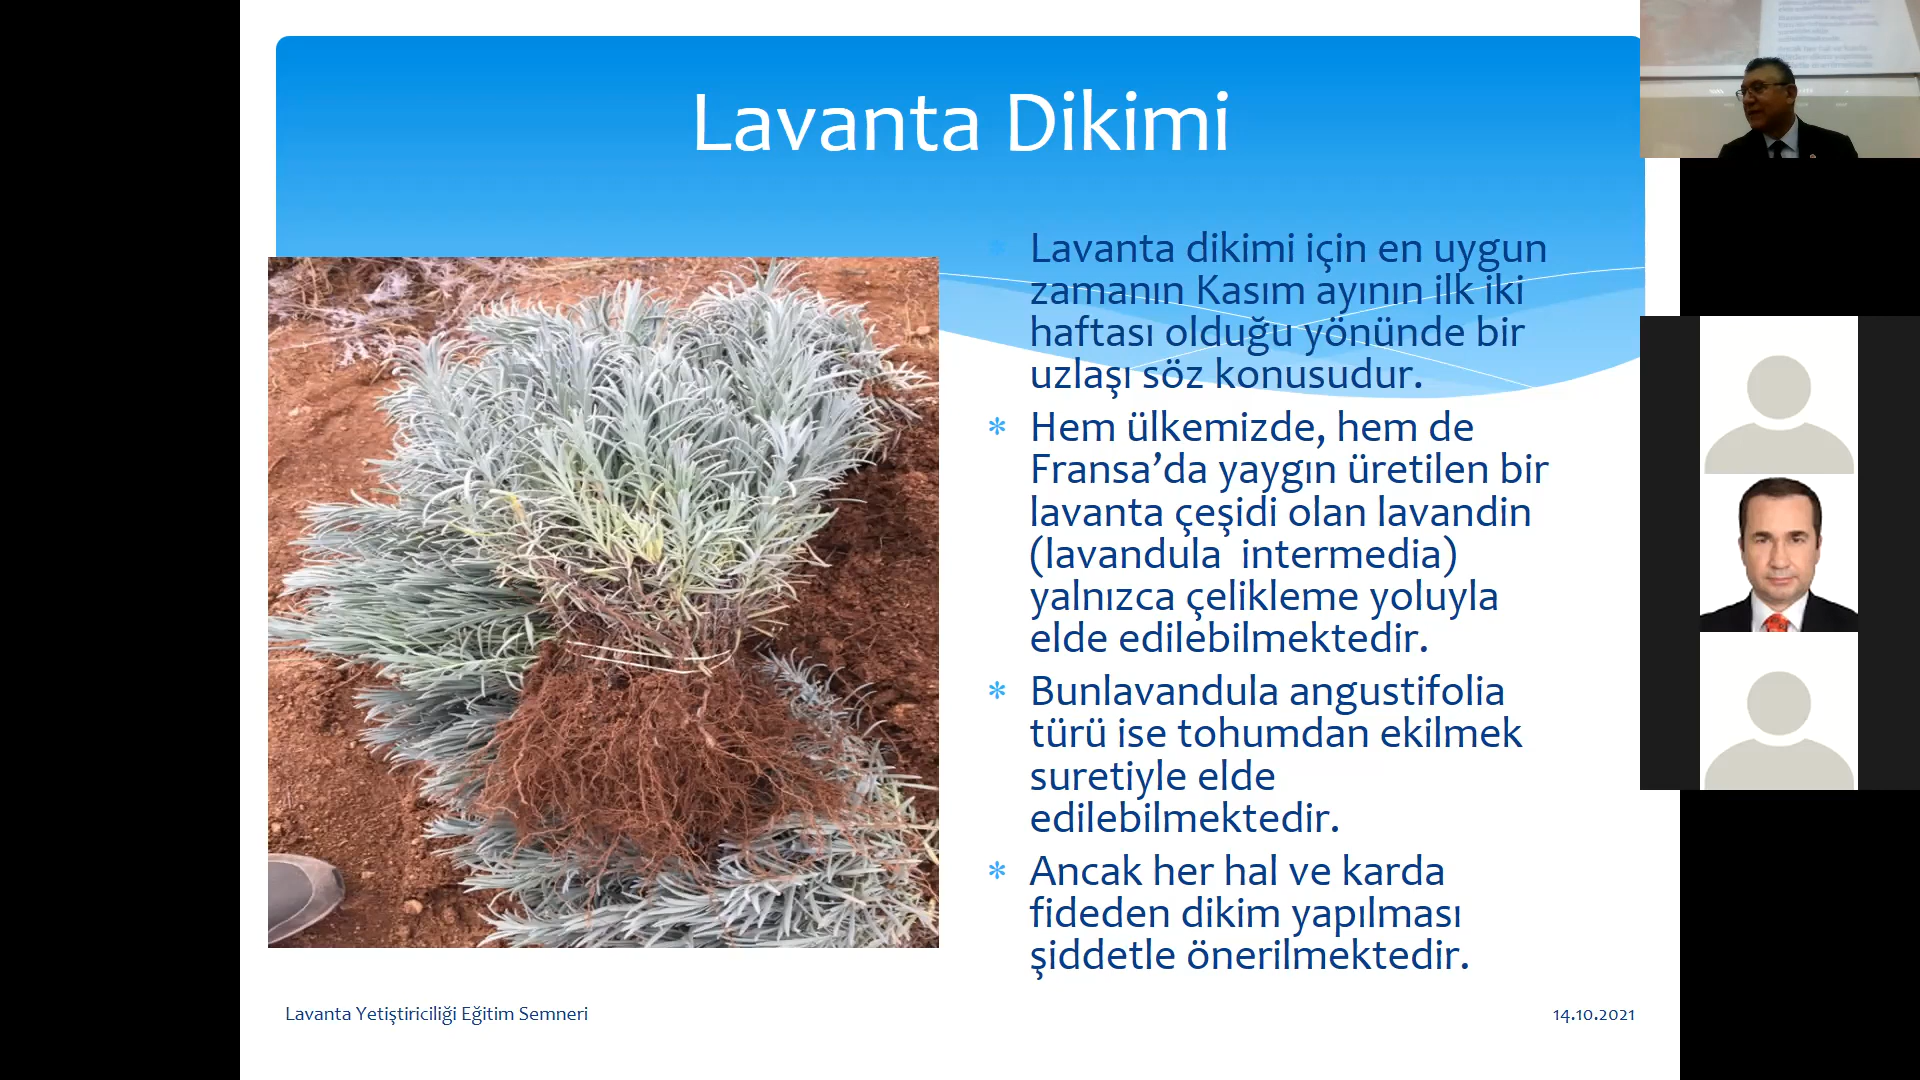 Lavanta Dikimi
* Lavanta dikimi için en uygun
zamanın Kasım ayının ilk iki
haftası olduğu yönünde bir
uzlaşı söz konusudur.
* Hem ülkemizde, hem de
Fransa’da yaygın üretilen bir
lavanta çeşidi olan lavandin
(lavandula intermedia)
yalnızca çelikleme yoluyla
elde edilebilmektedir.
* Bunlavandula angustifolia
türü ise tohumdan ekilmek
suretiyle elde
edilebilmektedir.
* Ancak her hal ve karda
fideden dikim yapılması
şiddetle önerilmektedir.
Lavanta Yetiştiriciliği Eğitim Semneri
14.10.2021